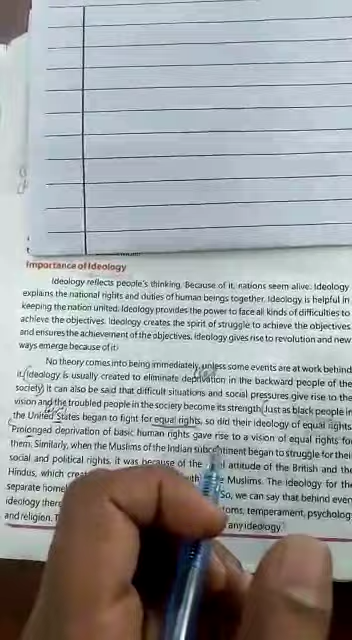 Importance of Ideology
Ideology reflects people's thinking. Because of it, nations seem alive. Ideology
explains the national rights and duties of human beings together. Ideology is helpful in
keeping the nation united. Ideology provides the power to face all kinds of difficulties to
achieve the objectives. Ideology creates the spirit of struggle to achieve the objectives
and ensures the achievement of the objectives. Ideology gives rise to revolution and new
ways emerge because of it.
No theory comes into being immediately, unless some events are at work behind
it. Ideology is usually created to eliminate deprivation in the backward people of the
society. It can also be said that difficult situations and social pressures give rise to the
vision and the troubled people in the society become its strength. Just as black people in
the United States began to fight for equal rights, so did their ideology of equal rights.
Prolonged deprivation of basic human rights gave rise to a vision of equal rights for
them. Similarly, when the Muslims of the Indian subcontinent began to struggle for their
social and political rights, it was because of the attitude of the British and the
Hindus, which Muslims. The ideology for the
separate So, we can say that behind even
ideology temperament,
and religion. any ideology.